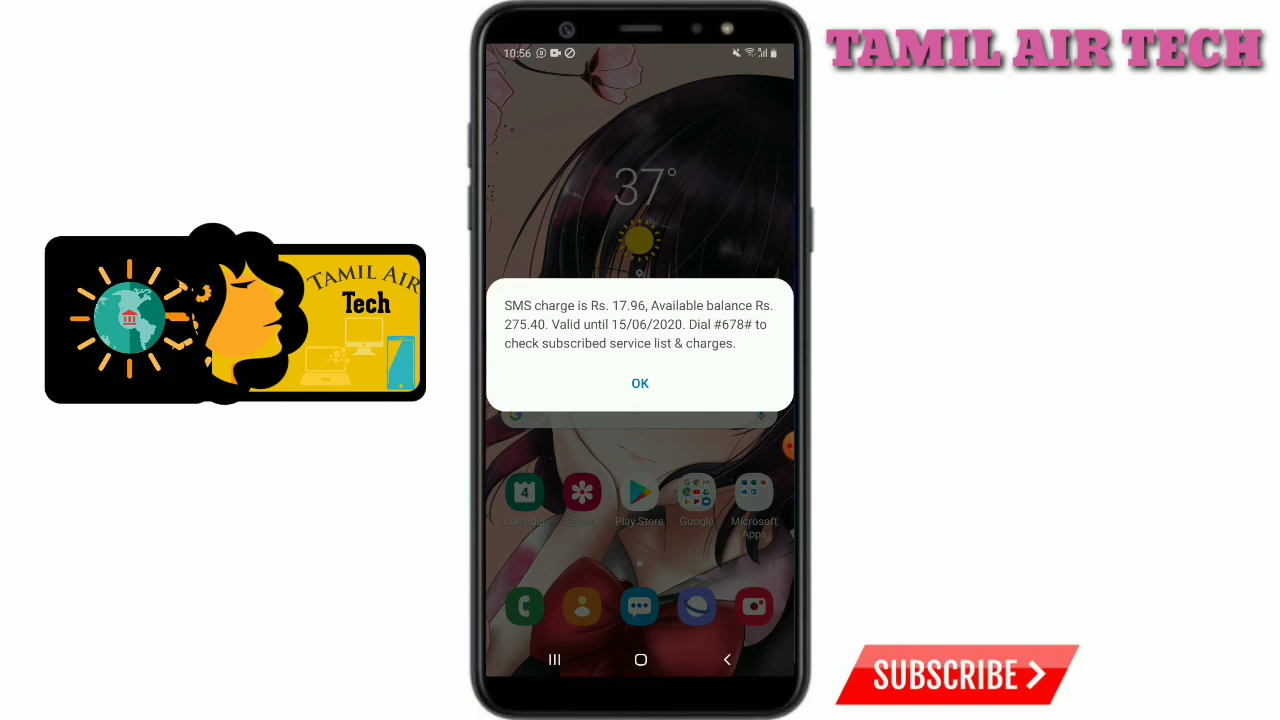 TAMIL AIR TECH
10:56
37°
TAMIL AIR
Tech
SMS charge is Rs. 17.96, Available balance Rs.
275.40. Valid until 15/06/2020. Dial #678# to
check subscribed service list & charges.
OK
4
Calendar Gallery Play Store Google Microsoft
Apps
SUBSCRIBE